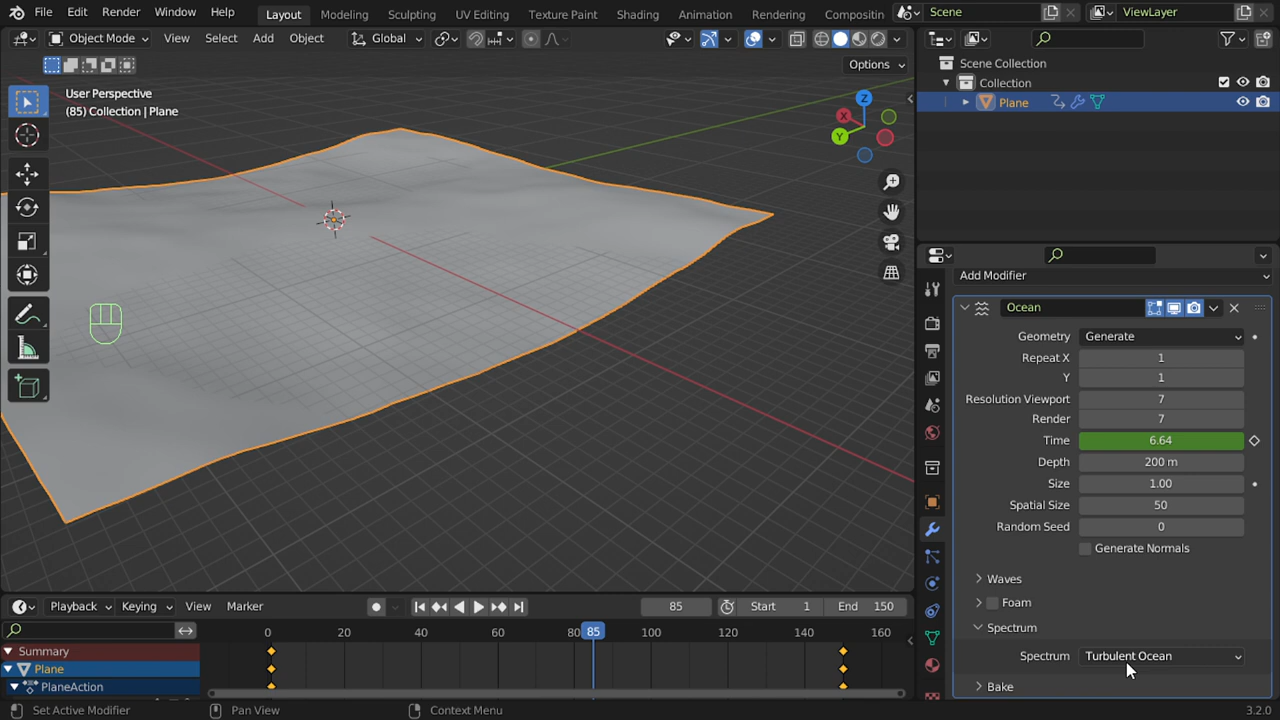 File Edit Render Window Help Layout Modeling Sculpting UV Editing Texture Paint Shading Animation Rendering Compositin Scene ViewLayer
Object Mode View Select Add Object Global
Options
User Perspective
(85) Collection | Plane
X Z Y
Scene Collection
Collection
Plane
Add Modifier
Ocean
Geometry Generate
Repeat X 1
Y 1
Resolution Viewport 7
Render 7
Time 6.64
Depth 200 m
Size 1.00
Spatial Size 50
Random Seed 0
Generate Normals
Waves
Foam
Spectrum
Spectrum Turbulent Ocean
Bake
Playback Keying View Marker 85 Start 1 End 150
0 20 40 60 80 85 100 120 140 160
Summary
Plane
PlaneAction
Set Active Modifier Pan View Context Menu 3.2.0